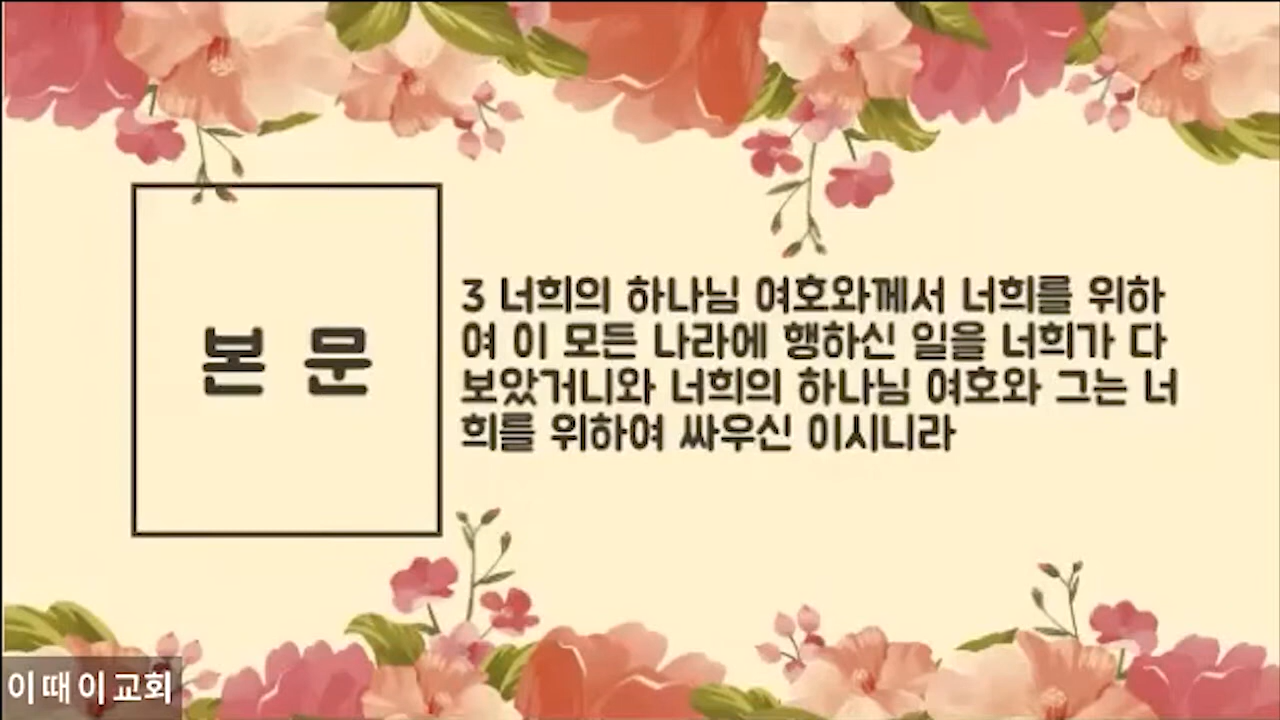 본 문
3 너희의 하나님 여호와께서 너희를 위하
여 이 모든 나라에 행하신 일을 너희가 다
보았거니와 너희의 하나님 여호와 그는 너
희를 위하여 싸우신 이시니라
이 때 이 교회